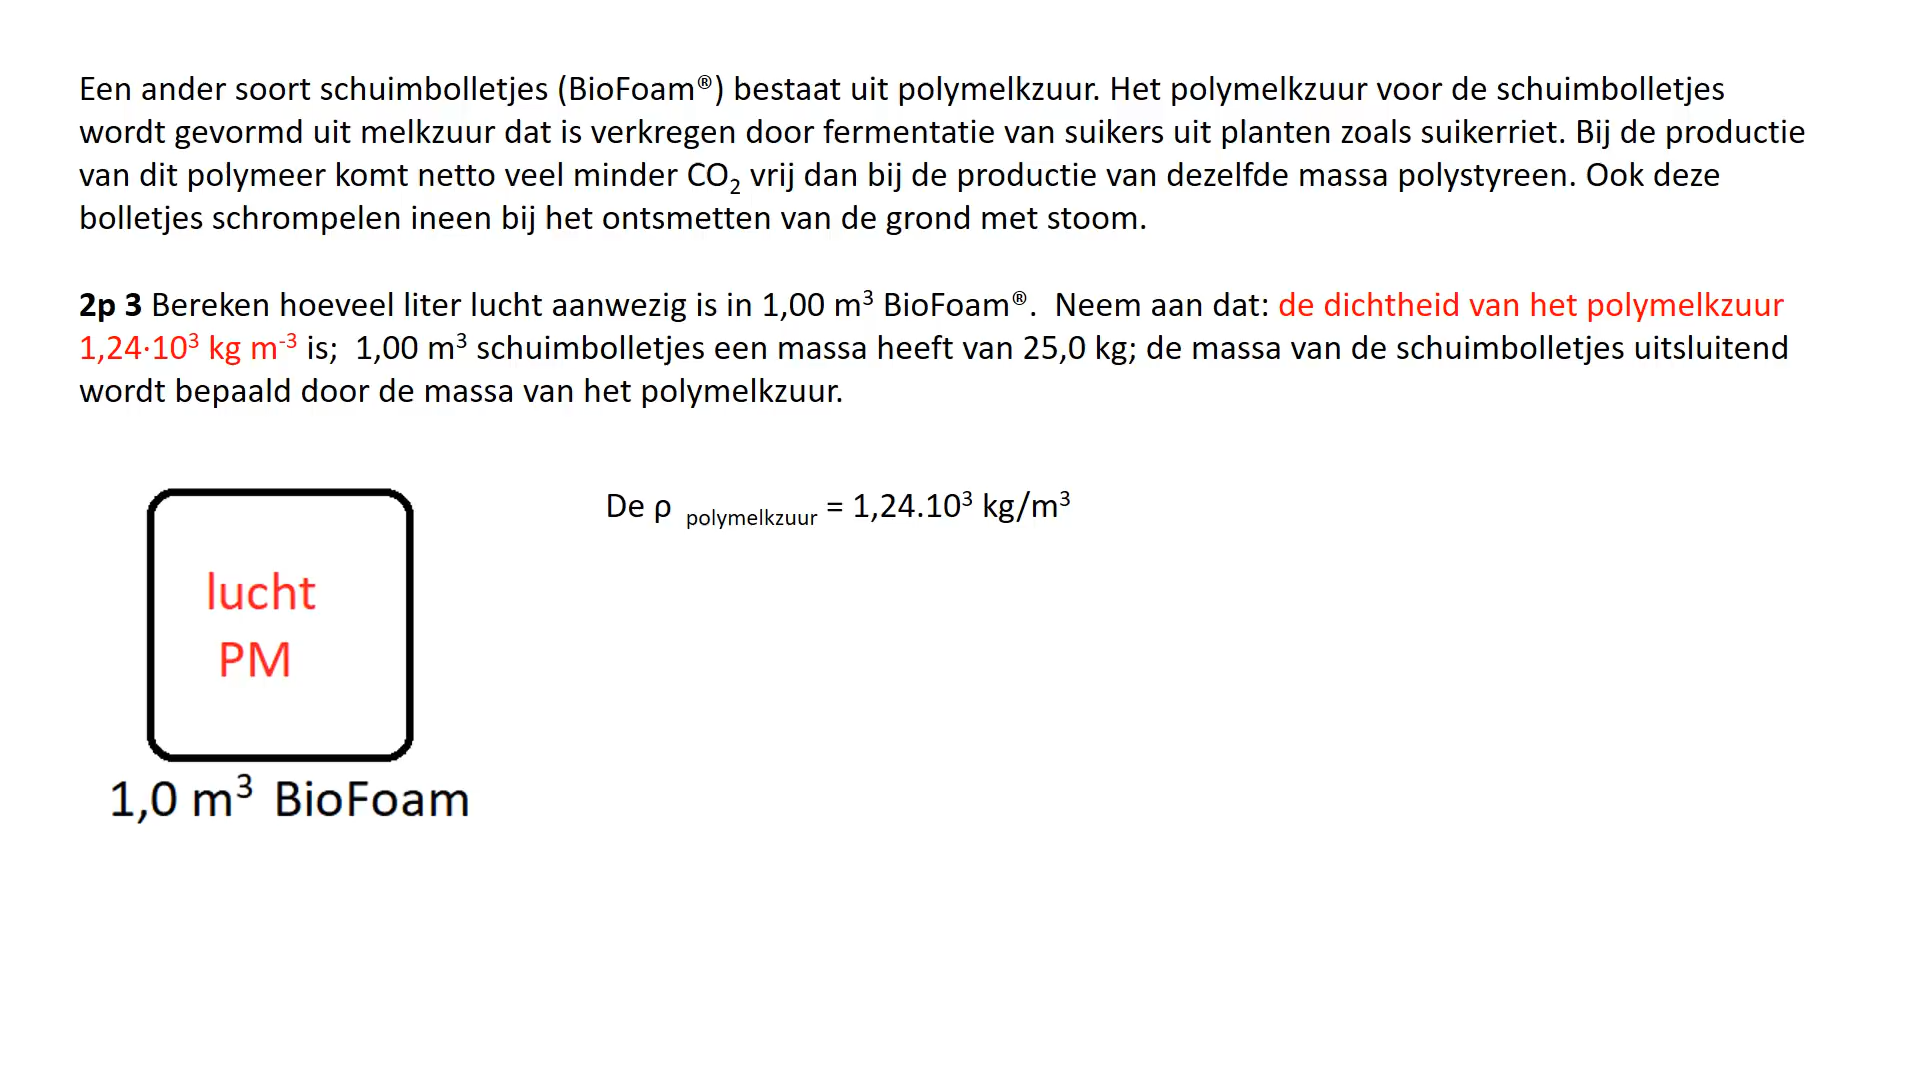 Een ander soort schuimbolletjes (BioFoam®) bestaat uit polymelkzuur. Het polymelkzuur voor de schuimbolletjes
wordt gevormd uit melkzuur dat is verkregen door fermentatie van suikers uit planten zoals suikerriet. Bij de productie
van dit polymeer komt netto veel minder CO₂ vrij dan bij de productie van dezelfde massa polystyreen. Ook deze
bolletjes schrompelen ineen bij het ontsmetten van de grond met stoom.
2p 3 Bereken hoeveel liter lucht aanwezig is in 1,00 m³ BioFoam®. Neem aan dat: de dichtheid van het polymelkzuur
1,24·10³ kg m⁻³ is; 1,00 m³ schuimbolletjes een massa heeft van 25,0 kg; de massa van de schuimbolletjes uitsluitend
wordt bepaald door de massa van het polymelkzuur.
De ρ polymelkzuur = 1,24.10³ kg/m³
lucht
PM
1,0 m³ BioFoam